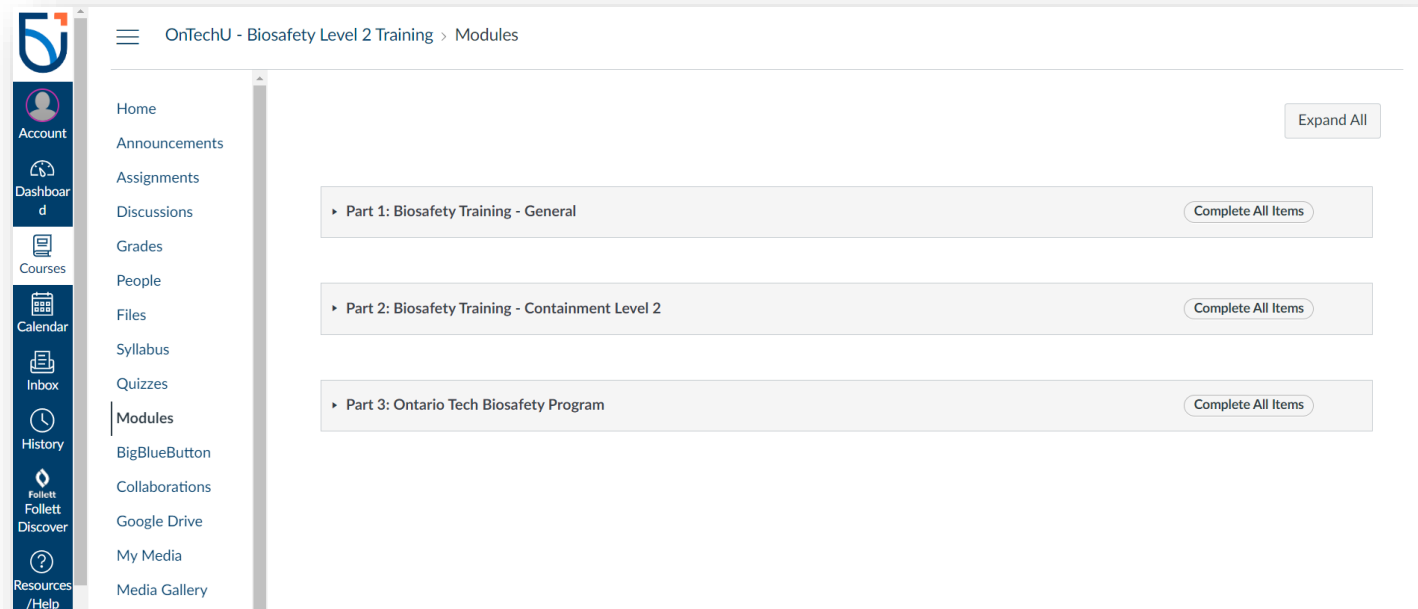 OnTechU - Biosafety Level 2 Training › Modules
Account
Dashboar
d
Courses
Calendar
Inbox
History
Follett
Follett
Discover
Resources
/Help
Home
Announcements
Assignments
Discussions
Grades
People
Files
Syllabus
Quizzes
Modules
BigBlueButton
Collaborations
Google Drive
My Media
Media Gallery
Expand All
Part 1: Biosafety Training - General Complete All Items
Part 2: Biosafety Training - Containment Level 2 Complete All Items
Part 3: Ontario Tech Biosafety Program Complete All Items